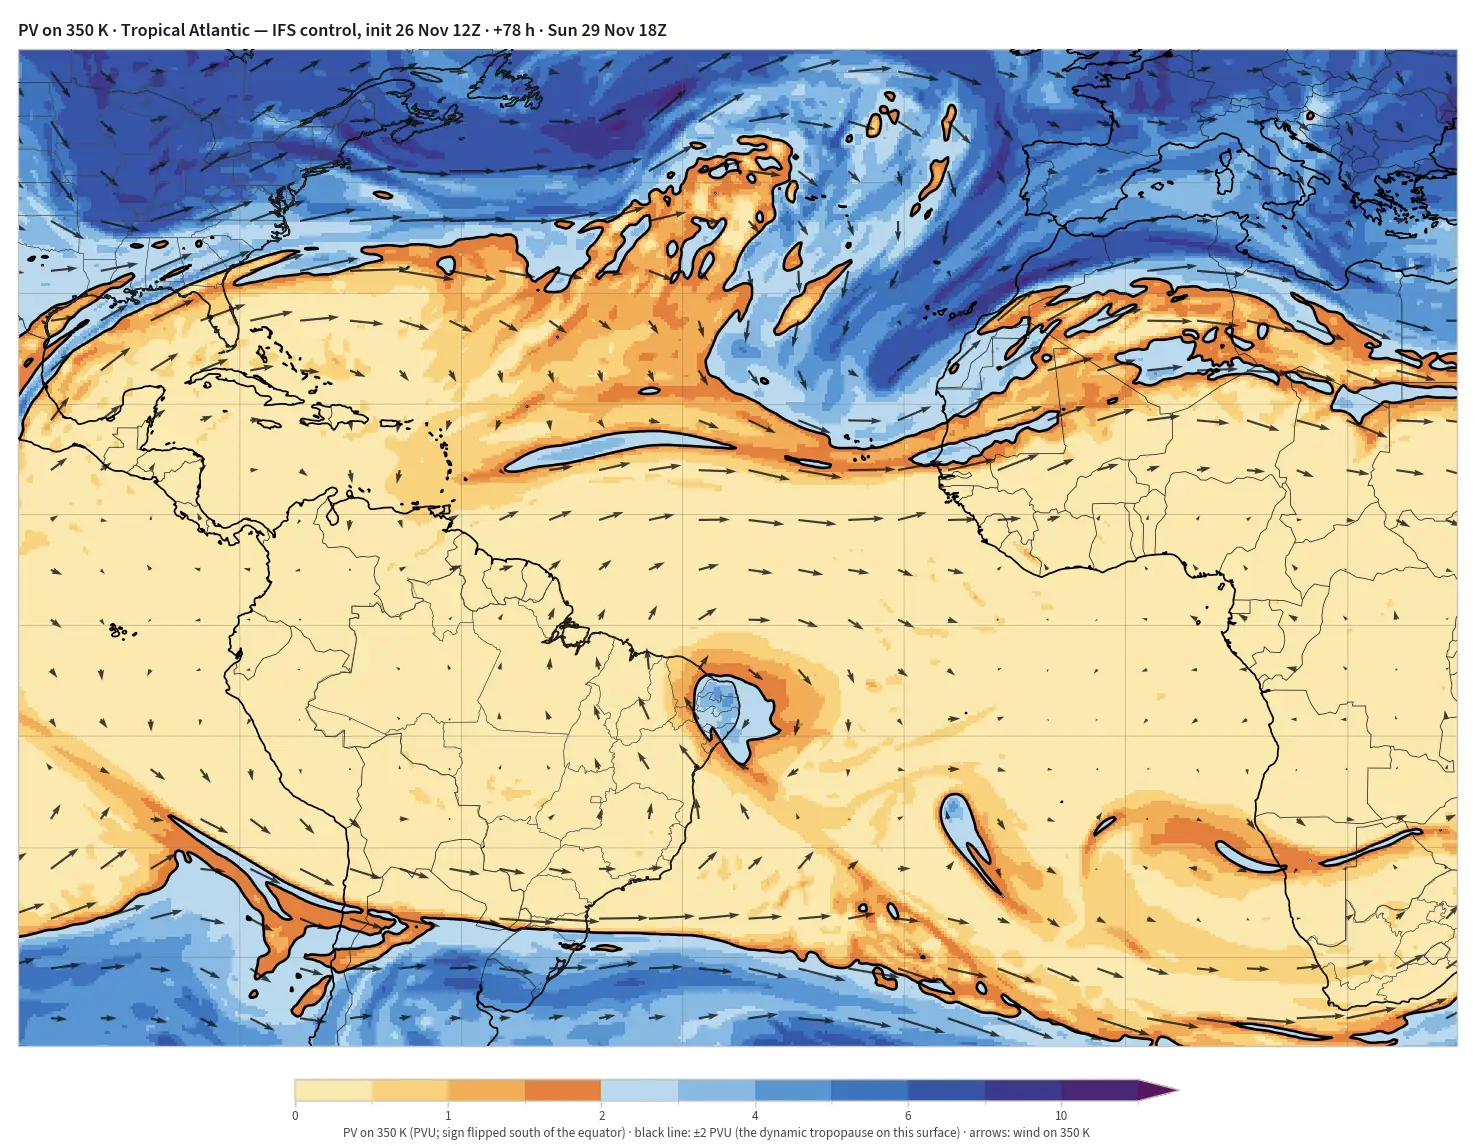 PV on 350 K · Tropical Atlantic — IFS control, init 26 Nov 12Z · +78 h · Sun 29 Nov 18Z
0 1 2 4 6 10
PV on 350 K (PVU; sign flipped south of the equator) · black line: ±2 PVU (the dynamic tropopause on this surface) · arrows: wind on 350 K